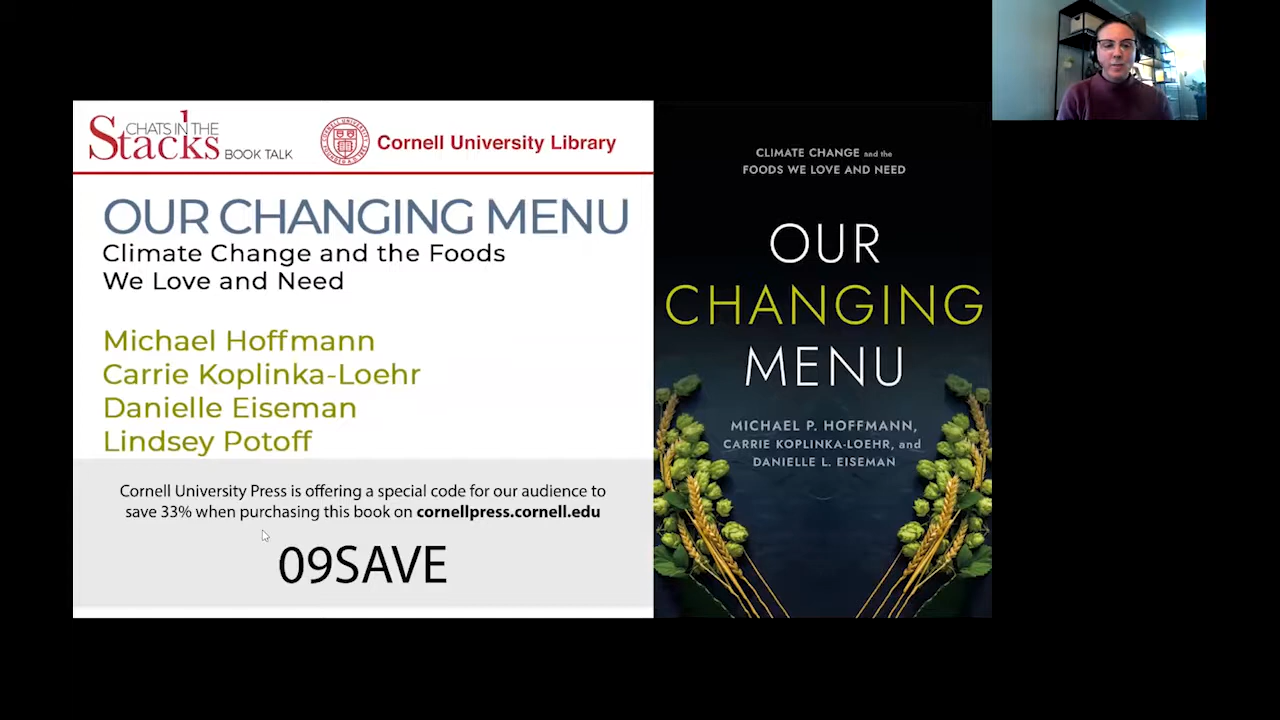 CHATS IN THE
Stacks BOOK TALK
Cornell University Library
OUR CHANGING MENU
Climate Change and the Foods
We Love and Need
Michael Hoffmann
Carrie Koplinka-Loehr
Danielle Eiseman
Lindsey Potoff
Cornell University Press is offering a special code for our audience to
save 33% when purchasing this book on cornellpress.cornell.edu
09SAVE
CLIMATE CHANGE and the
FOODS WE LOVE AND NEED
OUR
CHANGING
MENU
MICHAEL P. HOFFMANN,
CARRIE KOPLINKA-LOEHR, and
DANIELLE L. EISEMAN